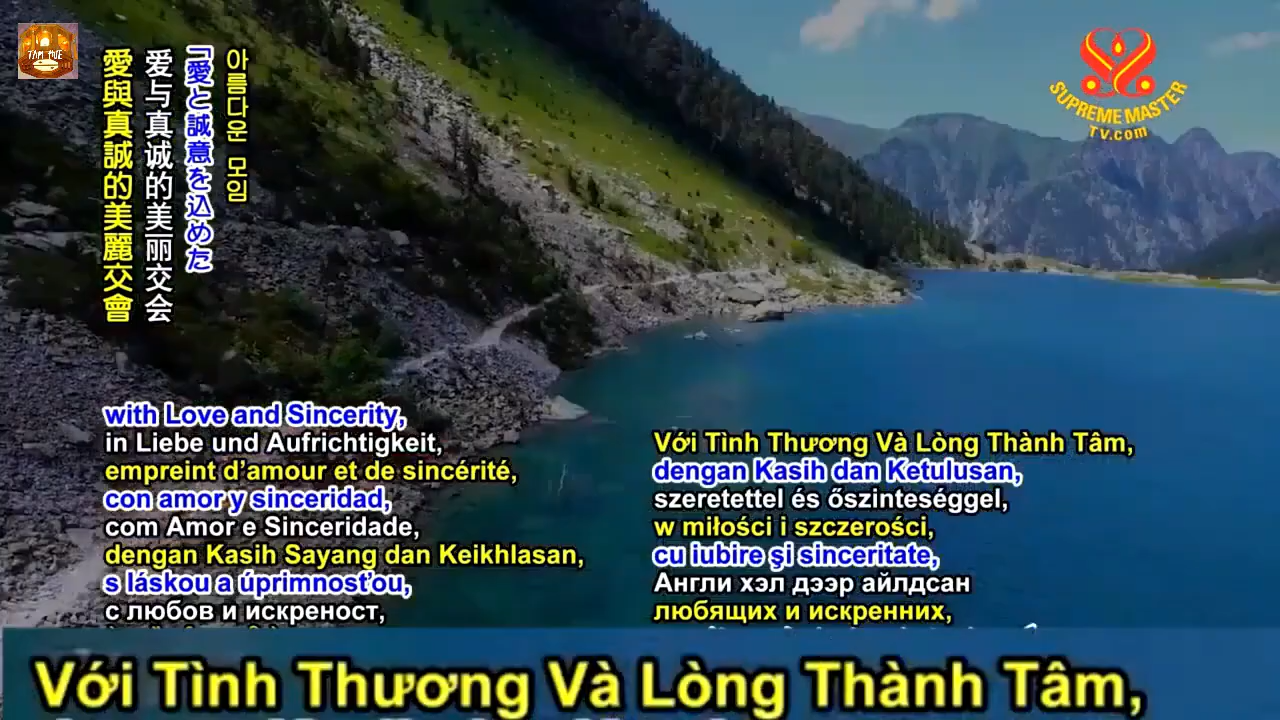 TÂM THỨC
아름다운 모임
「愛と誠意を込めた
爱与真诚的美丽交会
愛與真誠的美麗交會
SUPREME MASTER
TV.com
with Love and Sincerity,
in Liebe und Aufrichtigkeit,
empreint d'amour et de sincérité,
con amor y sinceridad,
com Amor e Sinceridade,
dengan Kasih Sayang dan Keikhlasan,
s láskou a úprimnosťou,
с любов и искреност,
Với Tình Thương Và Lòng Thành Tâm,
dengan Kasih dan Ketulusan,
szeretettel és őszinteséggel,
w miłości i szczerości,
cu iubire şi sinceritate,
Англи хэл дээр айлдсан
любящих и искренних,
Với Tình Thương Và Lòng Thành Tâm,